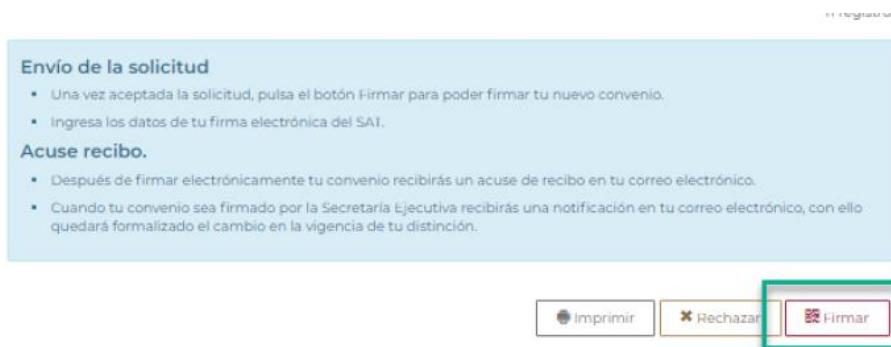 Envío de la solicitud
▪ Una vez aceptada la solicitud, pulsa el botón Firmar para poder firmar tu nuevo convenio.
▪ Ingresa los datos de tu firma electrónica del SAT.
Acuse recibo.
▪ Después de firmar electrónicamente tu convenio recibirás un acuse de recibo en tu correo electrónico.
▪ Cuando tu convenio sea firmado por la Secretaría Ejecutiva recibirás una notificación en tu correo electrónico, con ello
quedará formalizado el cambio en la vigencia de tu distinción.
Imprimir Rechazar Firmar